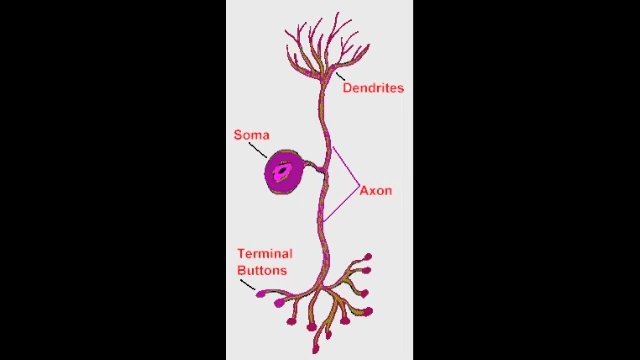 Dendrites
Soma
Axon
Terminal
Buttons